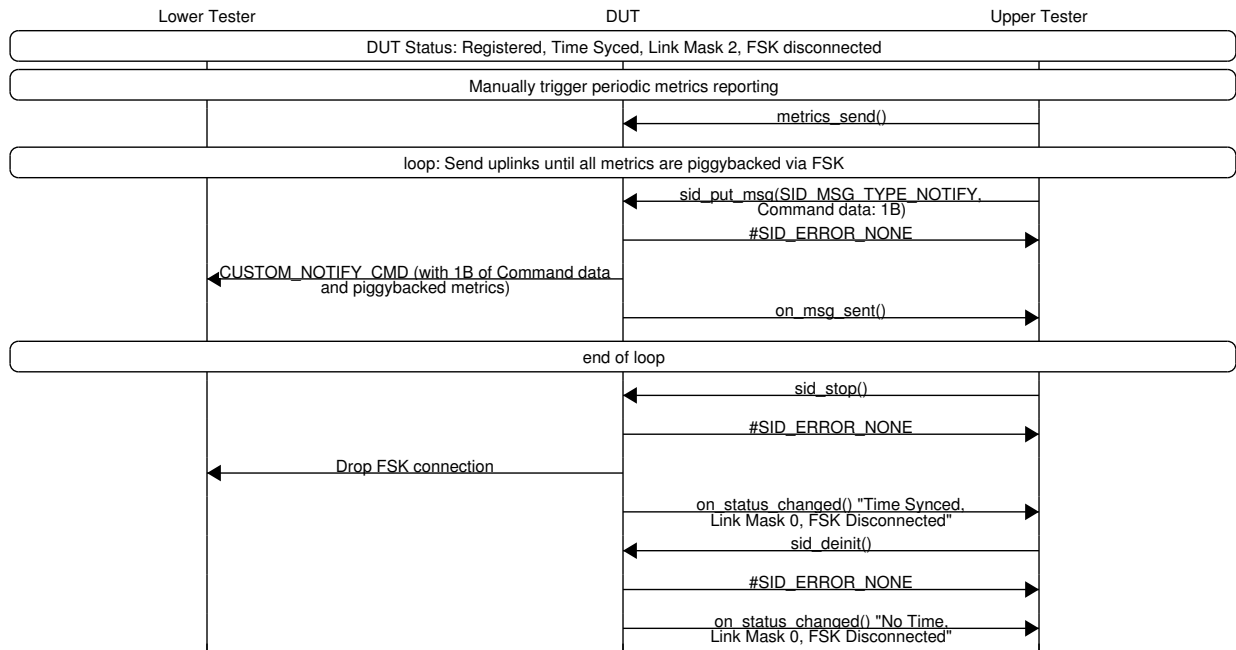 Lower Tester DUT Upper Tester
DUT Status: Registered, Time Syced, Link Mask 2, FSK disconnected
Manually trigger periodic metrics reporting
metrics_send()
loop: Send uplinks until all metrics are piggybacked via FSK
sid_put_msg(SID_MSG_TYPE_NOTIFY,
Command data: 1B)
#SID_ERROR_NONE
CUSTOM_NOTIFY_CMD (with 1B of Command data
and piggybacked metrics)
on_msg_sent()
end of loop
sid_stop()
#SID_ERROR_NONE
Drop FSK connection
on_status_changed() "Time Synced,
Link Mask 0, FSK Disconnected"
sid_deinit()
#SID_ERROR_NONE
on_status_changed() "No Time,
Link Mask 0, FSK Disconnected"